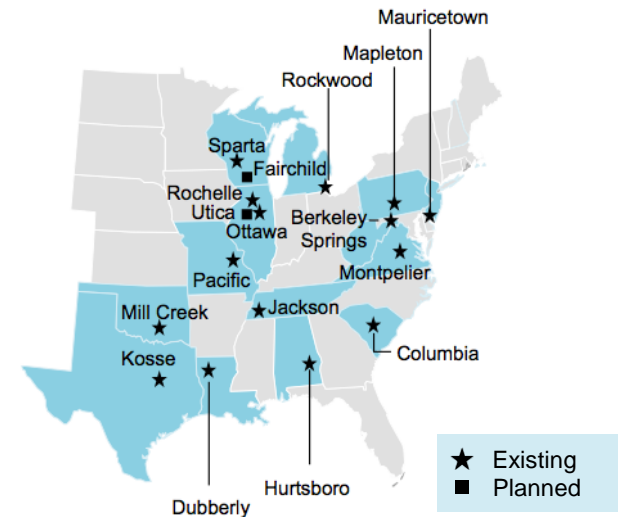 Mauricetown
Mapleton
Rockwood
Sparta
Fairchild
Rochelle
Utica
Ottawa
Berkeley
Springs
Pacific
Montpelier
Mill Creek
Jackson
Kosse
Columbia
Dubberly
Hurtsboro
Existing
Planned